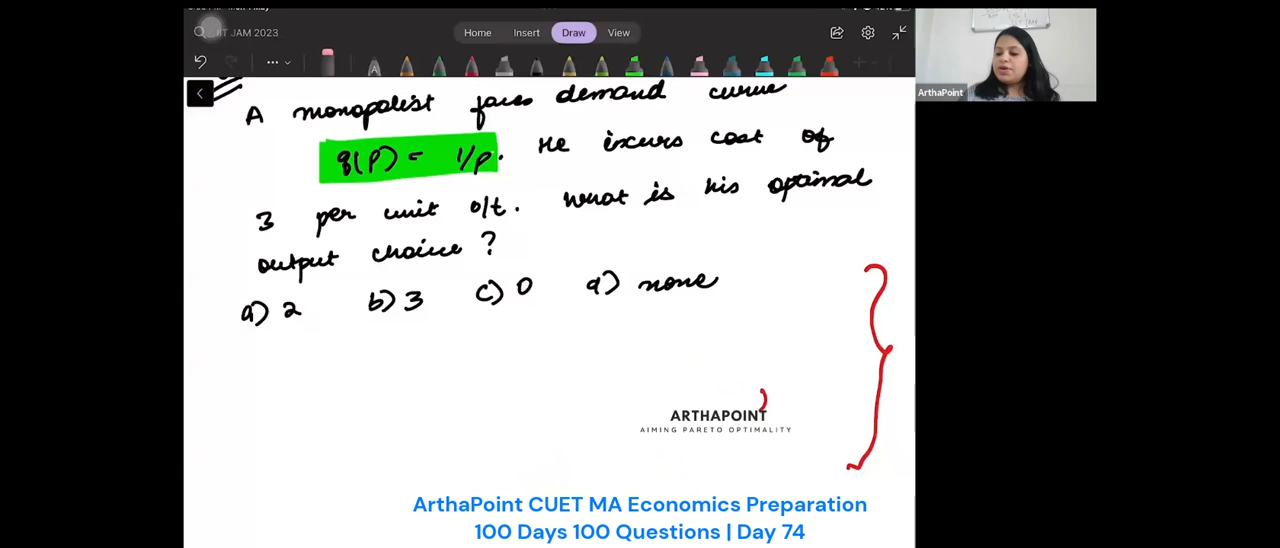 IIT JAM 2023
Home Insert Draw View
ArthaPoint
A monopolist faces demand curve
q(p) = 1/p. He incurs cost of
3 per unit o/t. What is his optimal
output choice ?
a) 2 b) 3 c) 0 d) none
ARTHAPOINT
AIMING PARETO OPTIMALITY
ArthaPoint CUET MA Economics Preparation
100 Days 100 Questions | Day 74